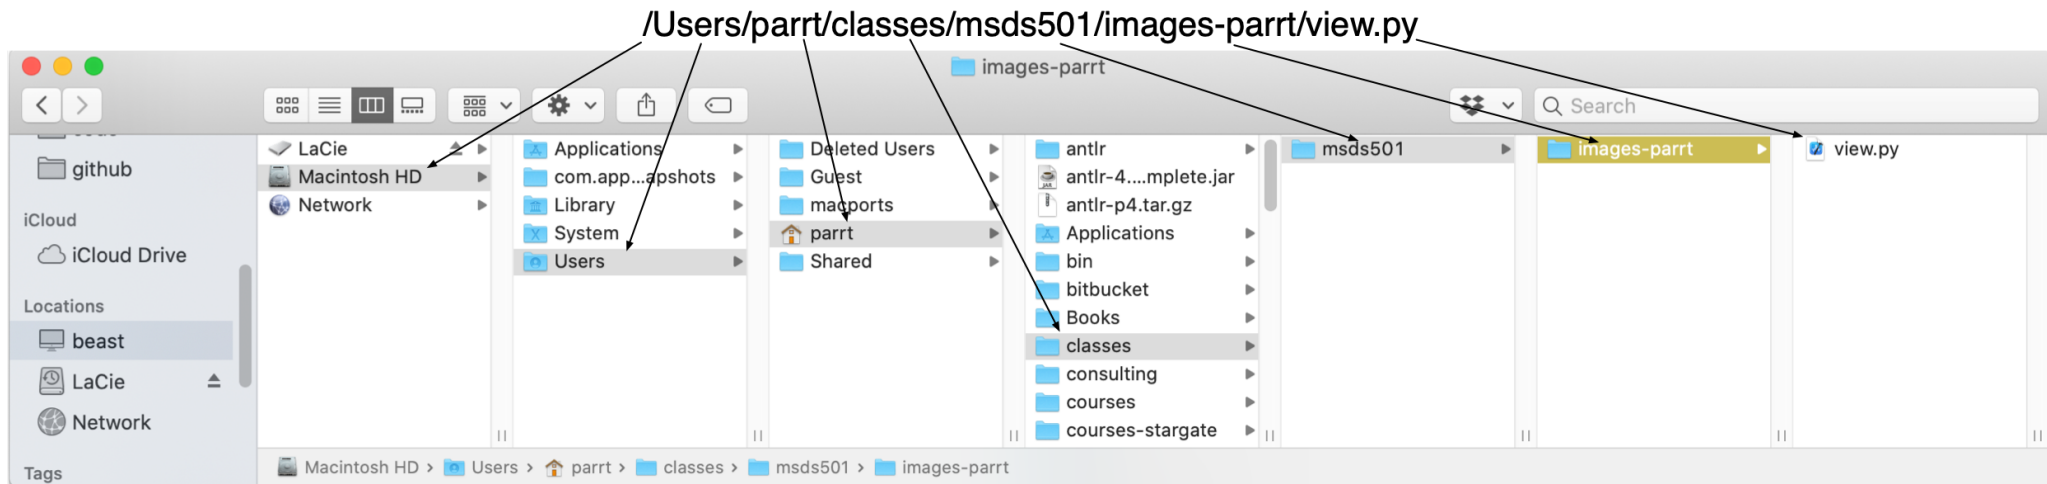 /Users/parrt/classes/msds501/images-parrt/view.py
images-parrt
Search
github
iCloud
iCloud Drive
Locations
beast
LaCie
Network
Tags
LaCie
Macintosh HD
Network
Applications
com.app...apshots
Library
System
Users
Deleted Users
Guest
macports
parrt
Shared
antlr
antlr-4....mplete.jar
antlr-p4.tar.gz
Applications
bin
bitbucket
Books
classes
consulting
courses
courses-stargate
msds501
images-parrt
view.py
Macintosh HD › Users › parrt › classes › msds501 › images-parrt